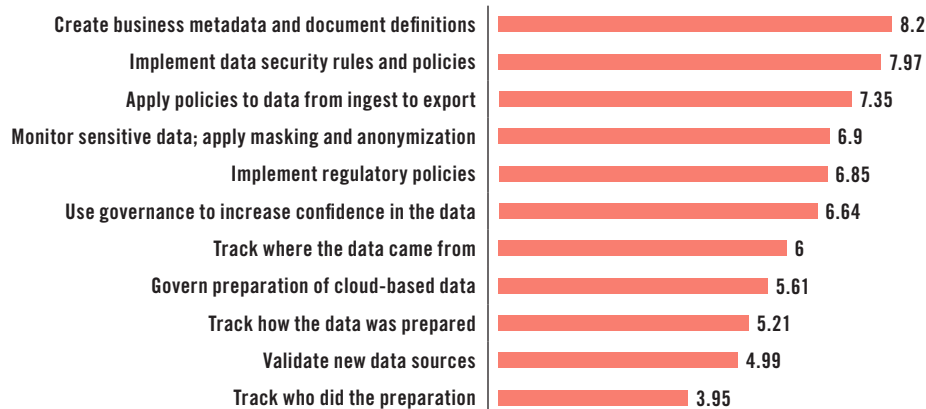 Create business metadata and document definitions 8.2
Implement data security rules and policies 7.97
Apply policies to data from ingest to export 7.35
Monitor sensitive data; apply masking and anonymization 6.9
Implement regulatory policies 6.85
Use governance to increase confidence in the data 6.64
Track where the data came from 6
Govern preparation of cloud-based data 5.61
Track how the data was prepared 5.21
Validate new data sources 4.99
Track who did the preparation 3.95